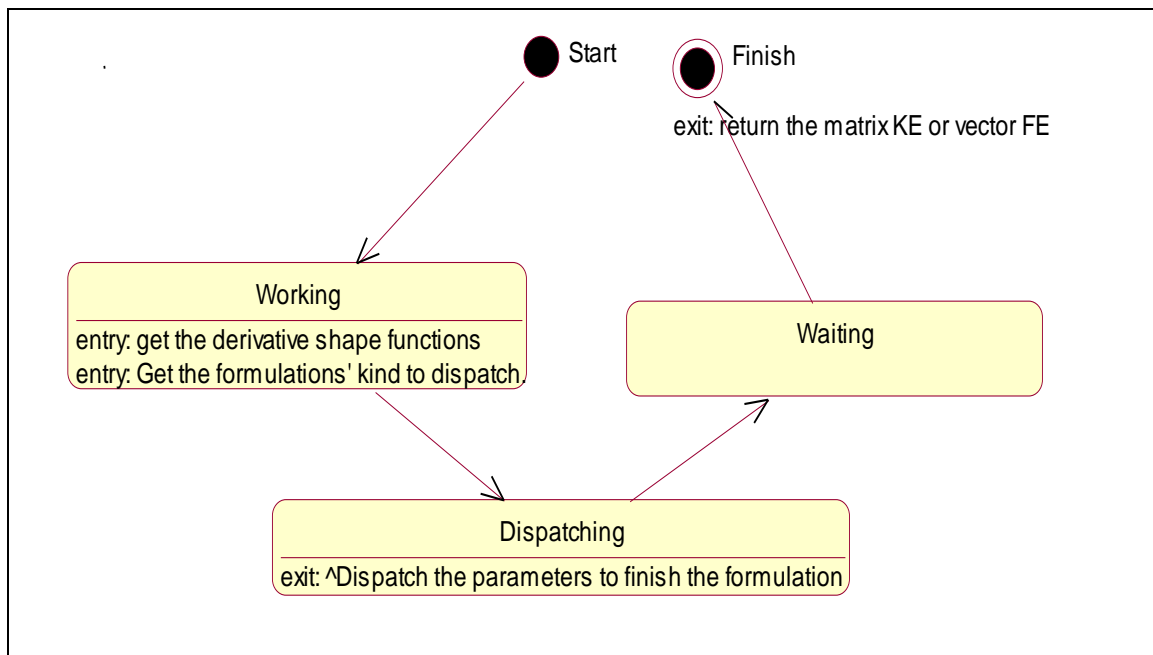 Start
Finish
exit: return the matrix KE or vector FE
Working
entry: get the derivative shape functions
entry: Get the formulations' kind to dispatch.
Waiting
Dispatching
exit: ^Dispatch the parameters to finish the formulation